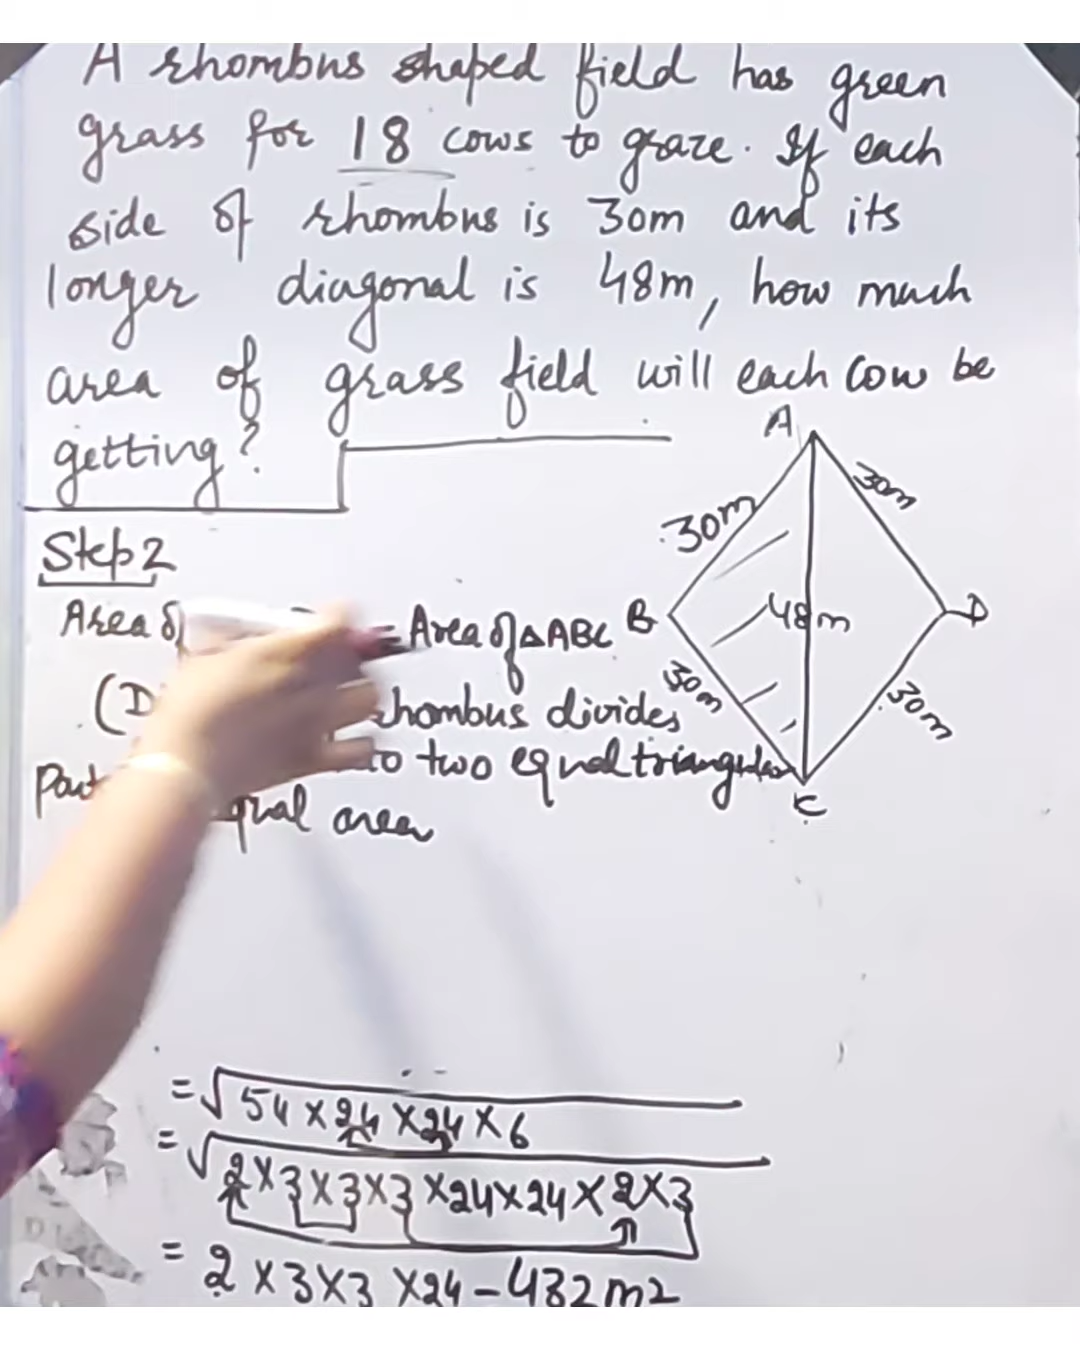 A rhombus shaped field has green
grass for 18 cows to graze. If each
side of rhombus is 30m and its
longer diagonal is 48m, how much
area of grass field will each cow be
getting?
A
30m
30m
B
48m
D
30m
30m
C
Step 2
Area of = Area of △ABC
rhombus divides
two equal triangles
area
= √54 × 24 × 24 × 6
= √2 × 3 × 3 × 3 × 24 × 24 × 2 × 3
= 2 × 3 × 3 × 24 - 432 m2